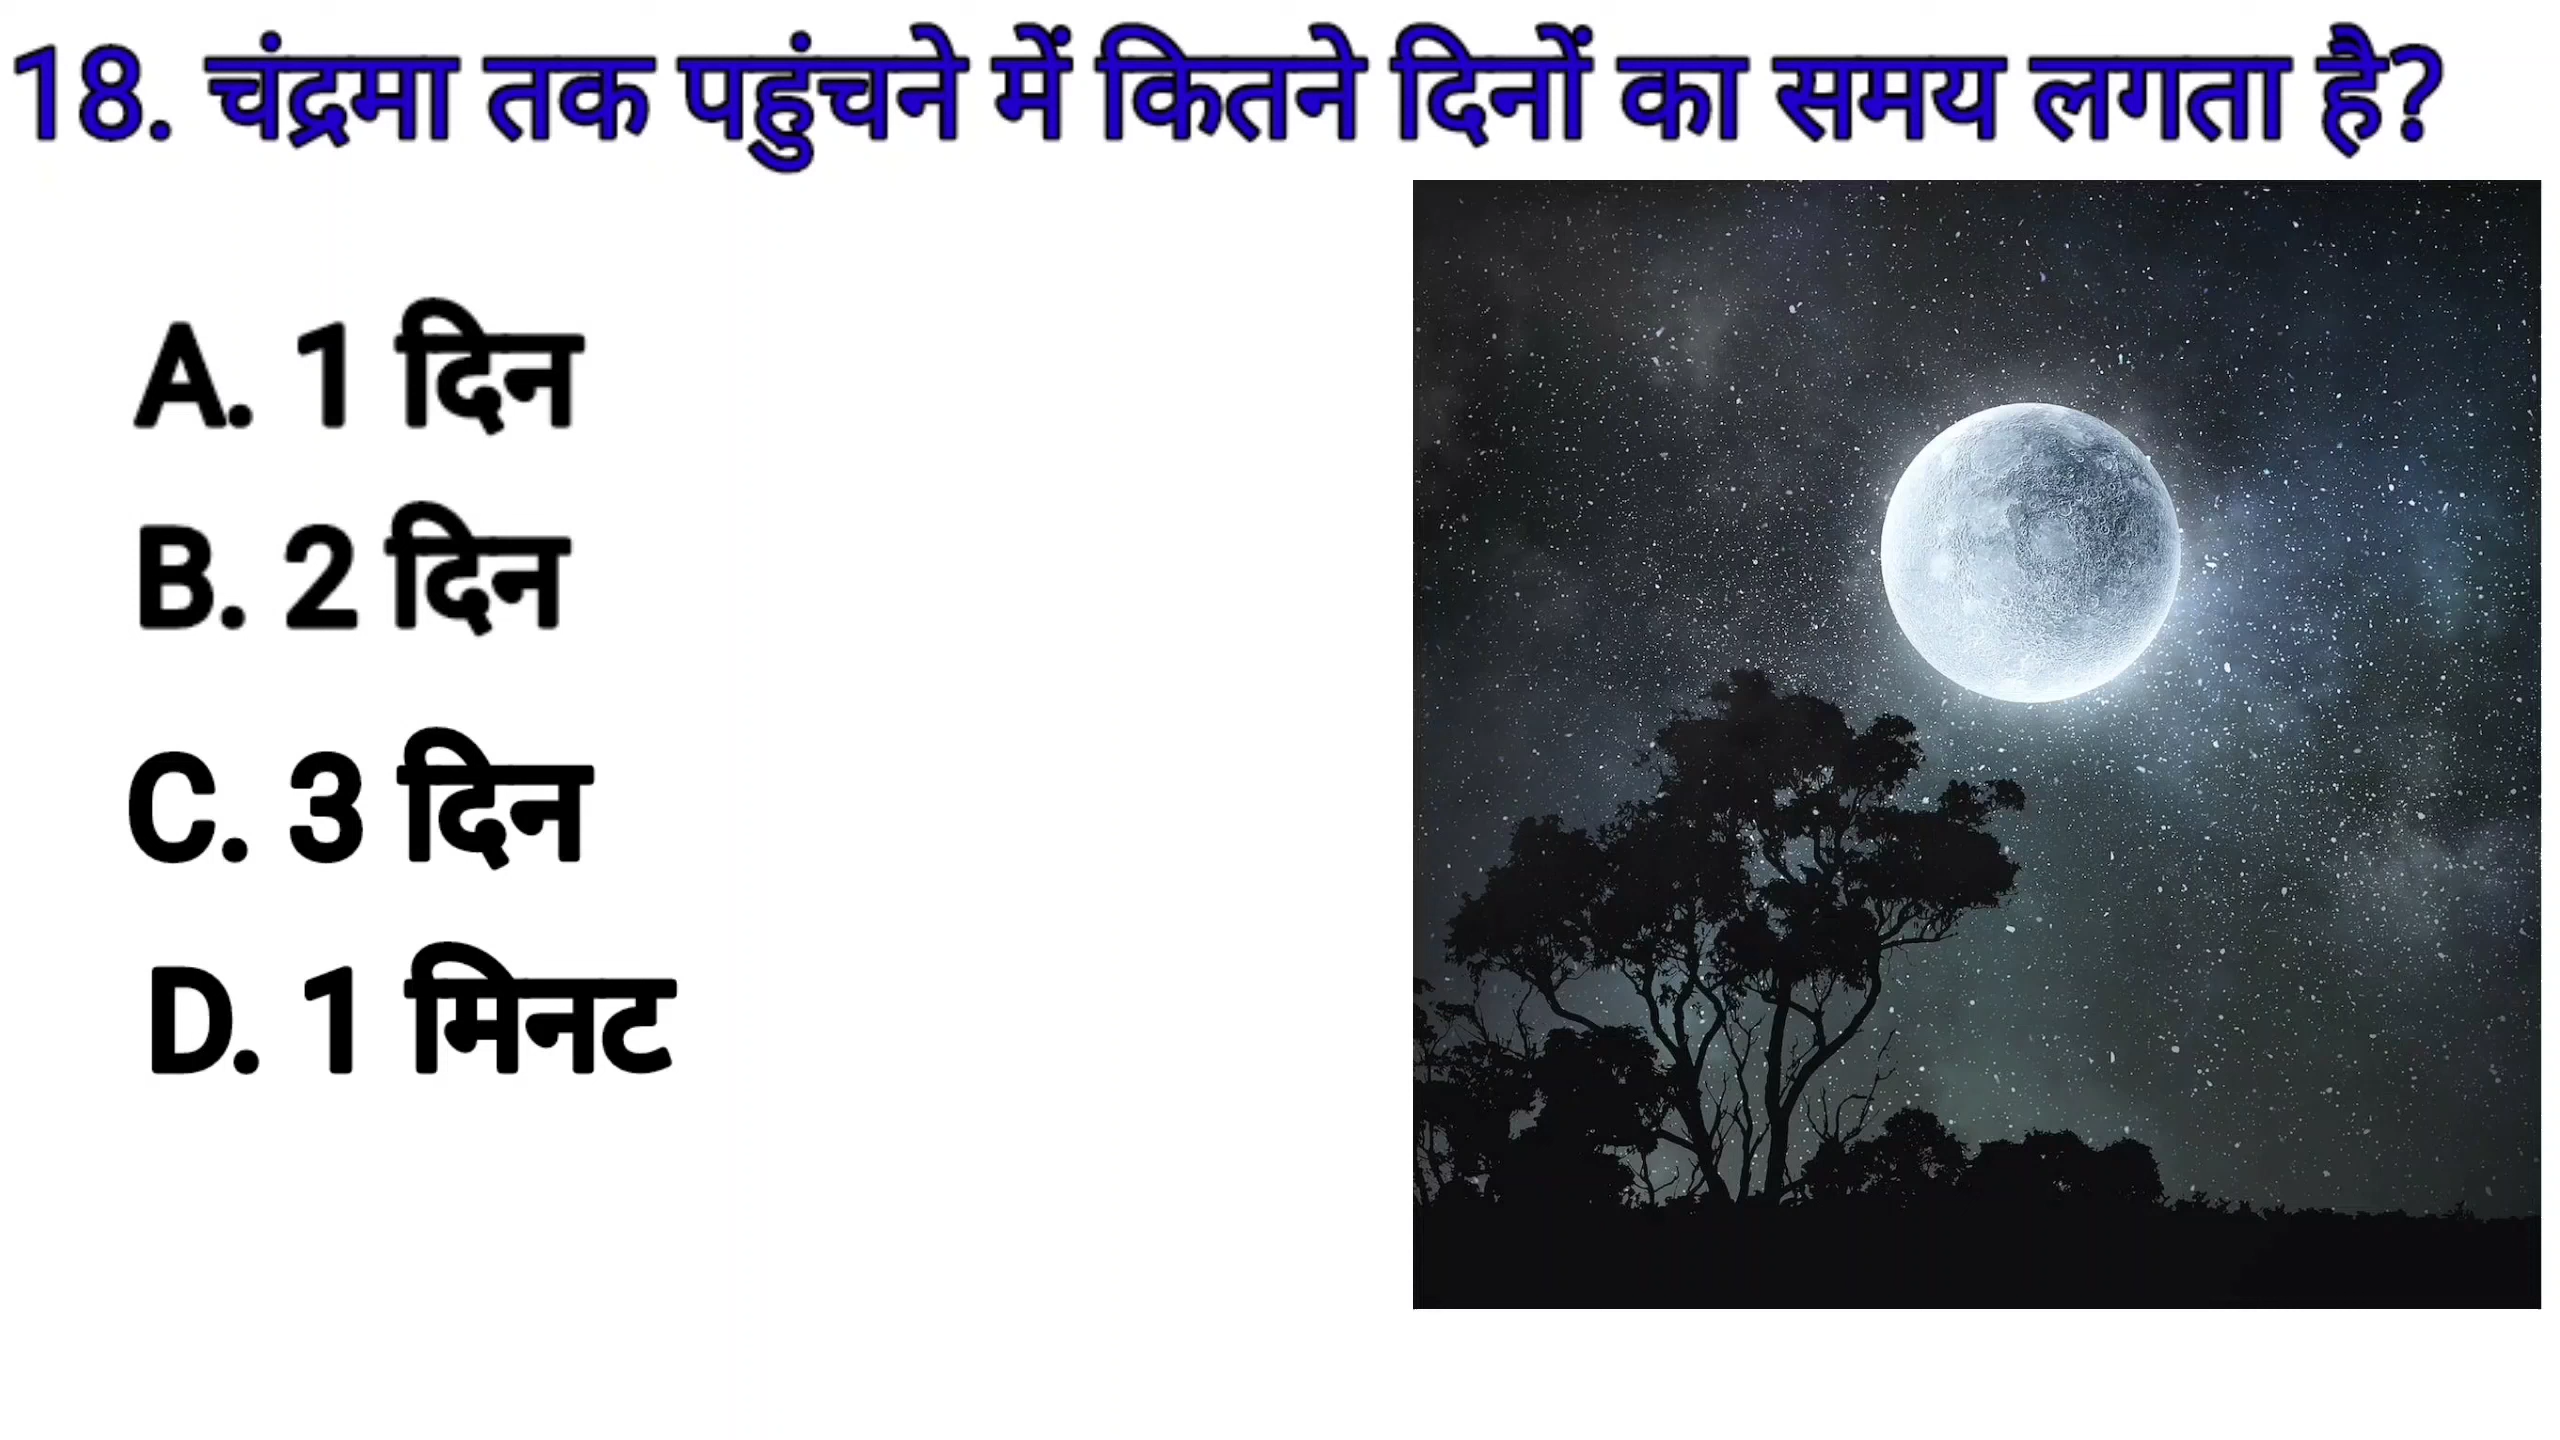 18. चंद्रमा तक पहुंचने में कितने दिनों का समय लगता है?
A. 1 दिन
B. 2 दिन
C. 3 दिन
D. 1 मिनट